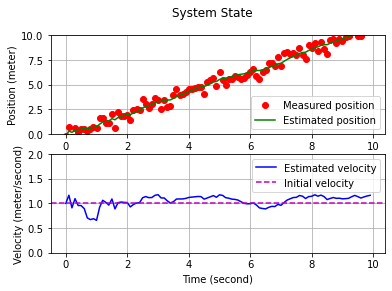 System State
Position (meter)
10.0
7.5
5.0
2.5
0.0
Measured position
Estimated position
0 2 4 6 8 10
Velocity (meter/second)
2.0
1.5
1.0
0.5
0.0
Estimated velocity
Initial velocity
0 2 4 6 8 10
Time (second)